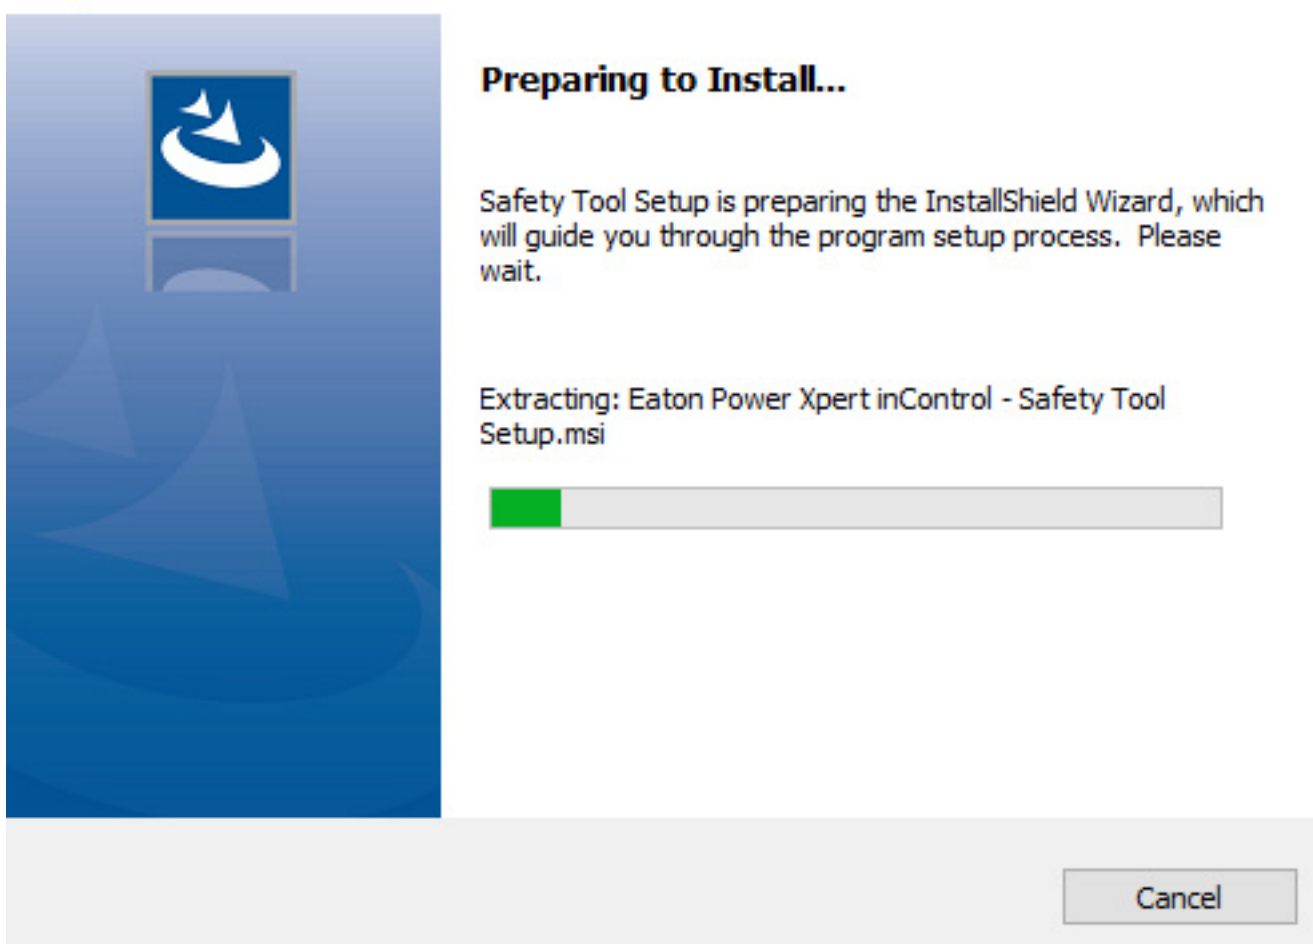 Preparing to Install...
Safety Tool Setup is preparing the InstallShield Wizard, which
will guide you through the program setup process.  Please
wait.
Extracting: Eaton Power Xpert inControl - Safety Tool
Setup.msi
Cancel